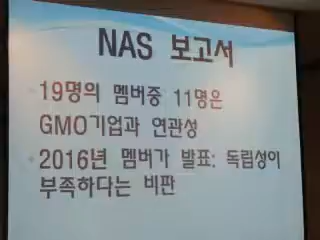 NAS 보고서
19명의 멤버중 11명은
GMO기업과 연관성
2016년 멤버가 발표: 독립성이
부족하다는 비판